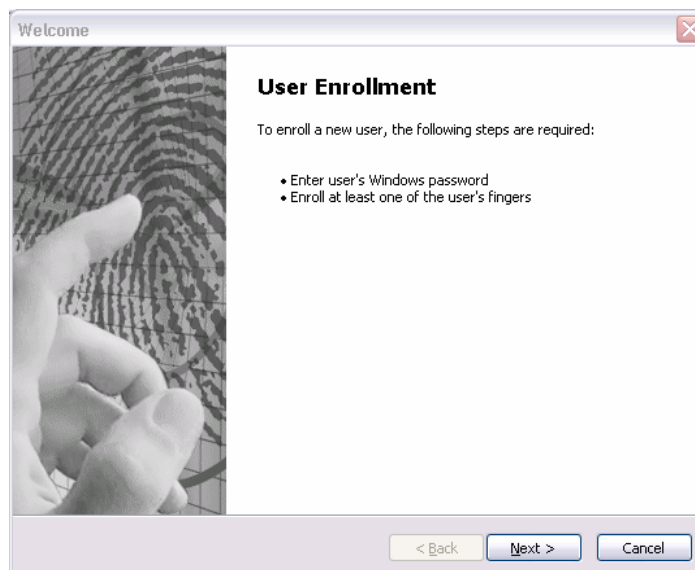 Welcome
User Enrollment
To enroll a new user, the following steps are required:
• Enter user's Windows password
• Enroll at least one of the user's fingers
< Back
Next >
Cancel